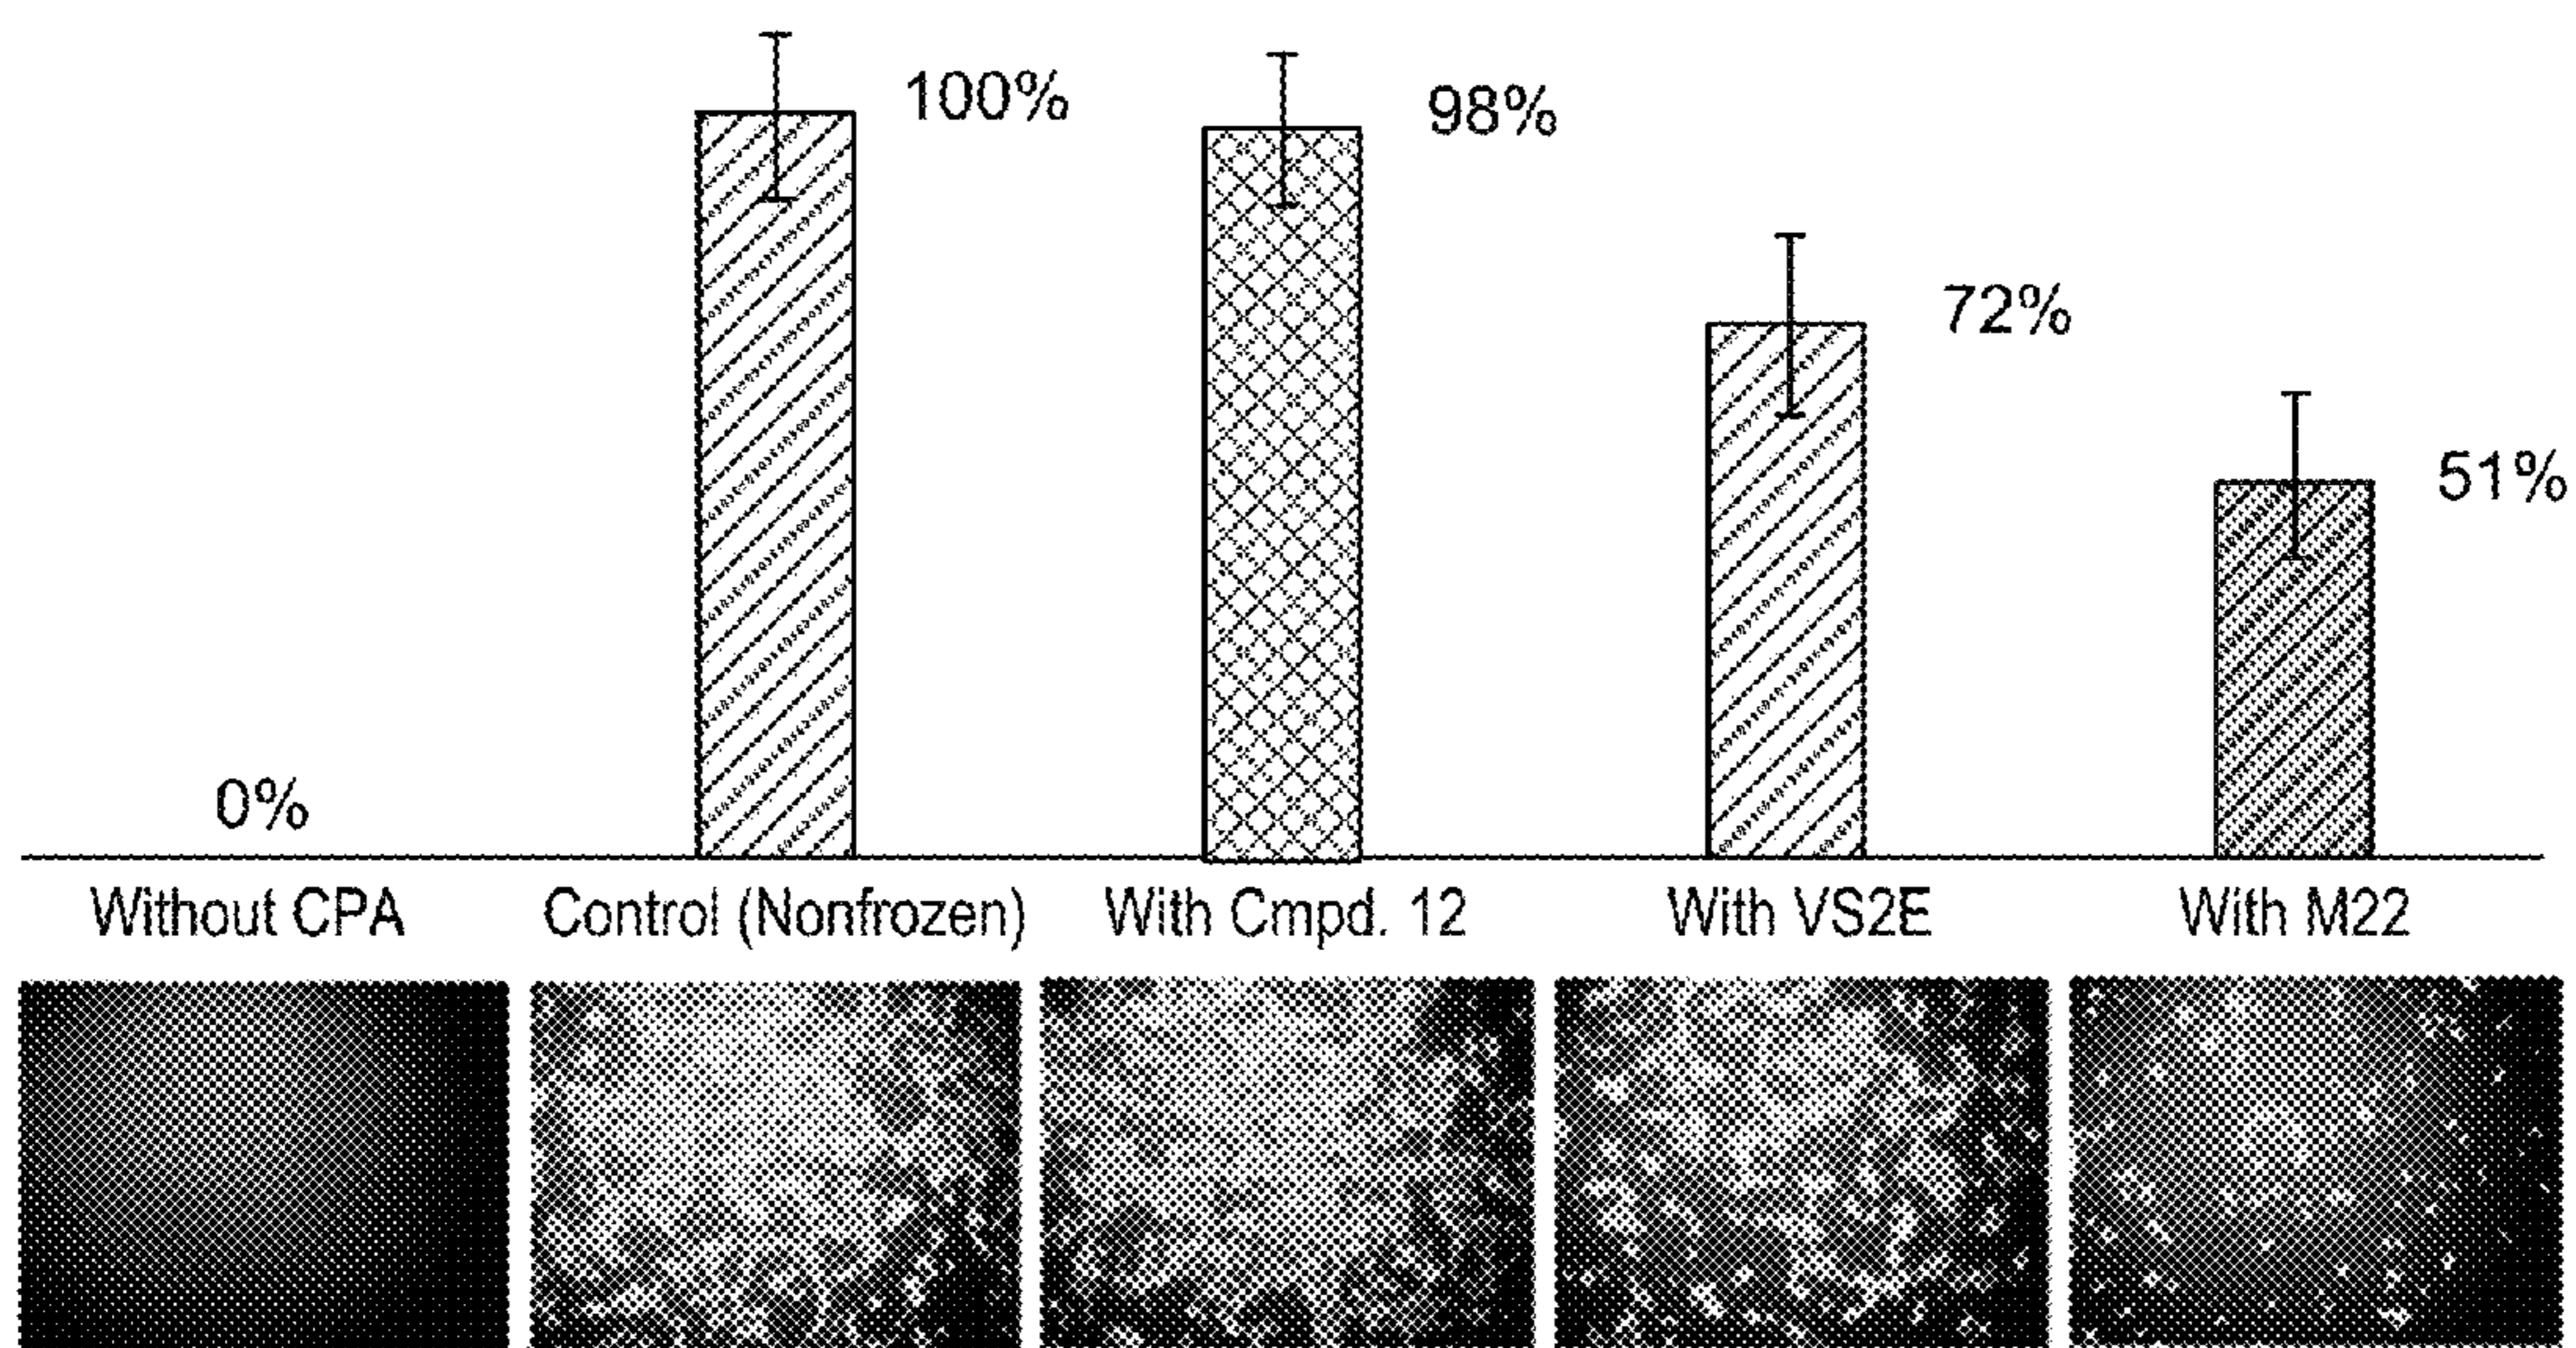 100%
98%
72%
51%
0%
Without CPA
Control (Nonfrozen)
With Cmpd. 12
With VS2E
With M22